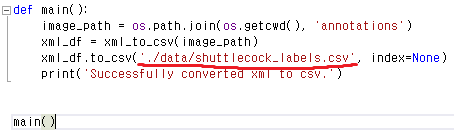 def main():
    image_path = os.path.join(os.getcwd(), 'annotations')
    xml_df = xml_to_csv(image_path)
    xml_df.to_csv('./data/shuttlecock_labels.csv', index=None)
    print('Successfully converted xml to csv.')
main()